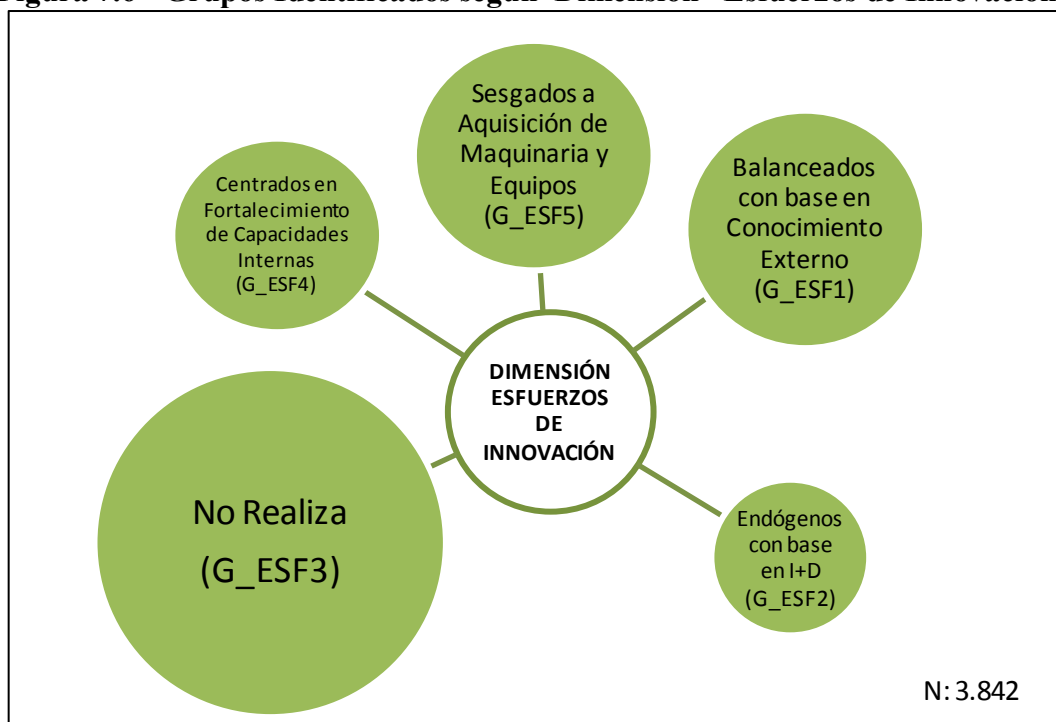 Sesgados a
Aquisición de
Maquinaria y
Equipos
(G_ESF5)
Balanceados
con base en
Conocimiento
Externo
(G_ESF1)
Centrados en
Fortalecimiento
de Capacidades
Internas
(G_ESF4)
DIMENSIÓN
ESFUERZOS
DE
INNOVACIÓN
No Realiza
(G_ESF3)
Endógenos
con base
en I+D
(G_ESF2)
N: 3.842